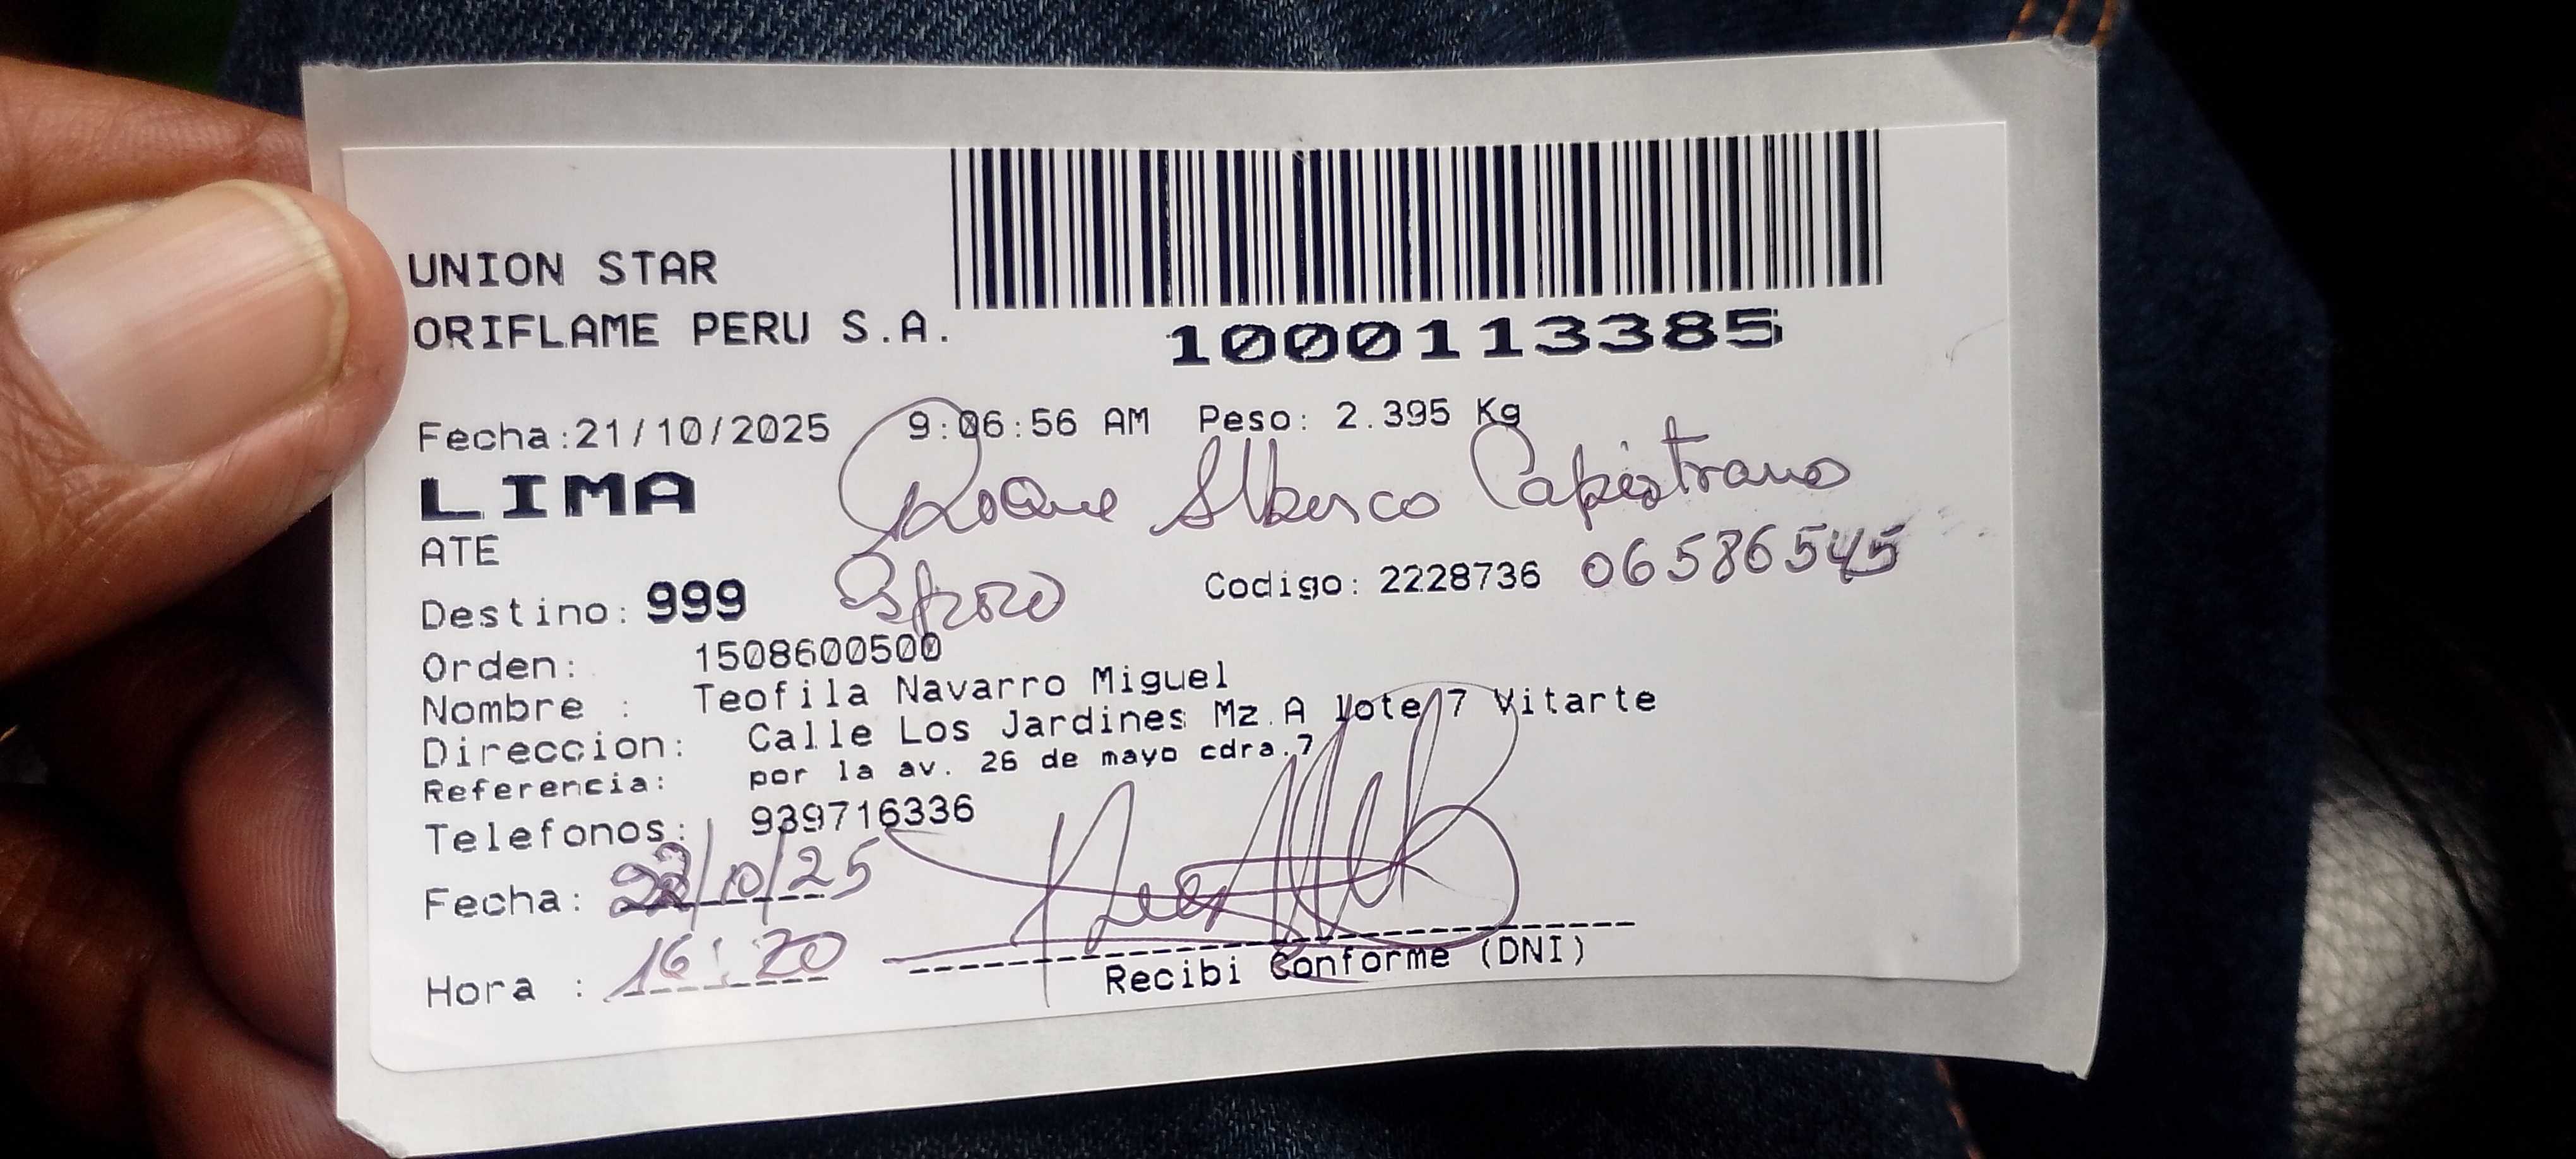 UNION STAR
ORIFLAME PERU S.A.
1000113385
Fecha:21/10/2025 9:06:56 AM Peso: 2.395 Kg
LIMA
Roque Capistrano
ATE
Destino: 999 Esposo Codigo: 2228736 06586545
Orden: 1508600500
Nombre : Teofila Navarro Miguel
Direccion: Calle Los Jardines Mz.A lote 7 Vitarte
Referencia: por la av. 26 de mayo cdra.7
Telefonos: 939716336
Fecha: 22/10/25
Hora : 16:20
Recibi Conforme (DNI)